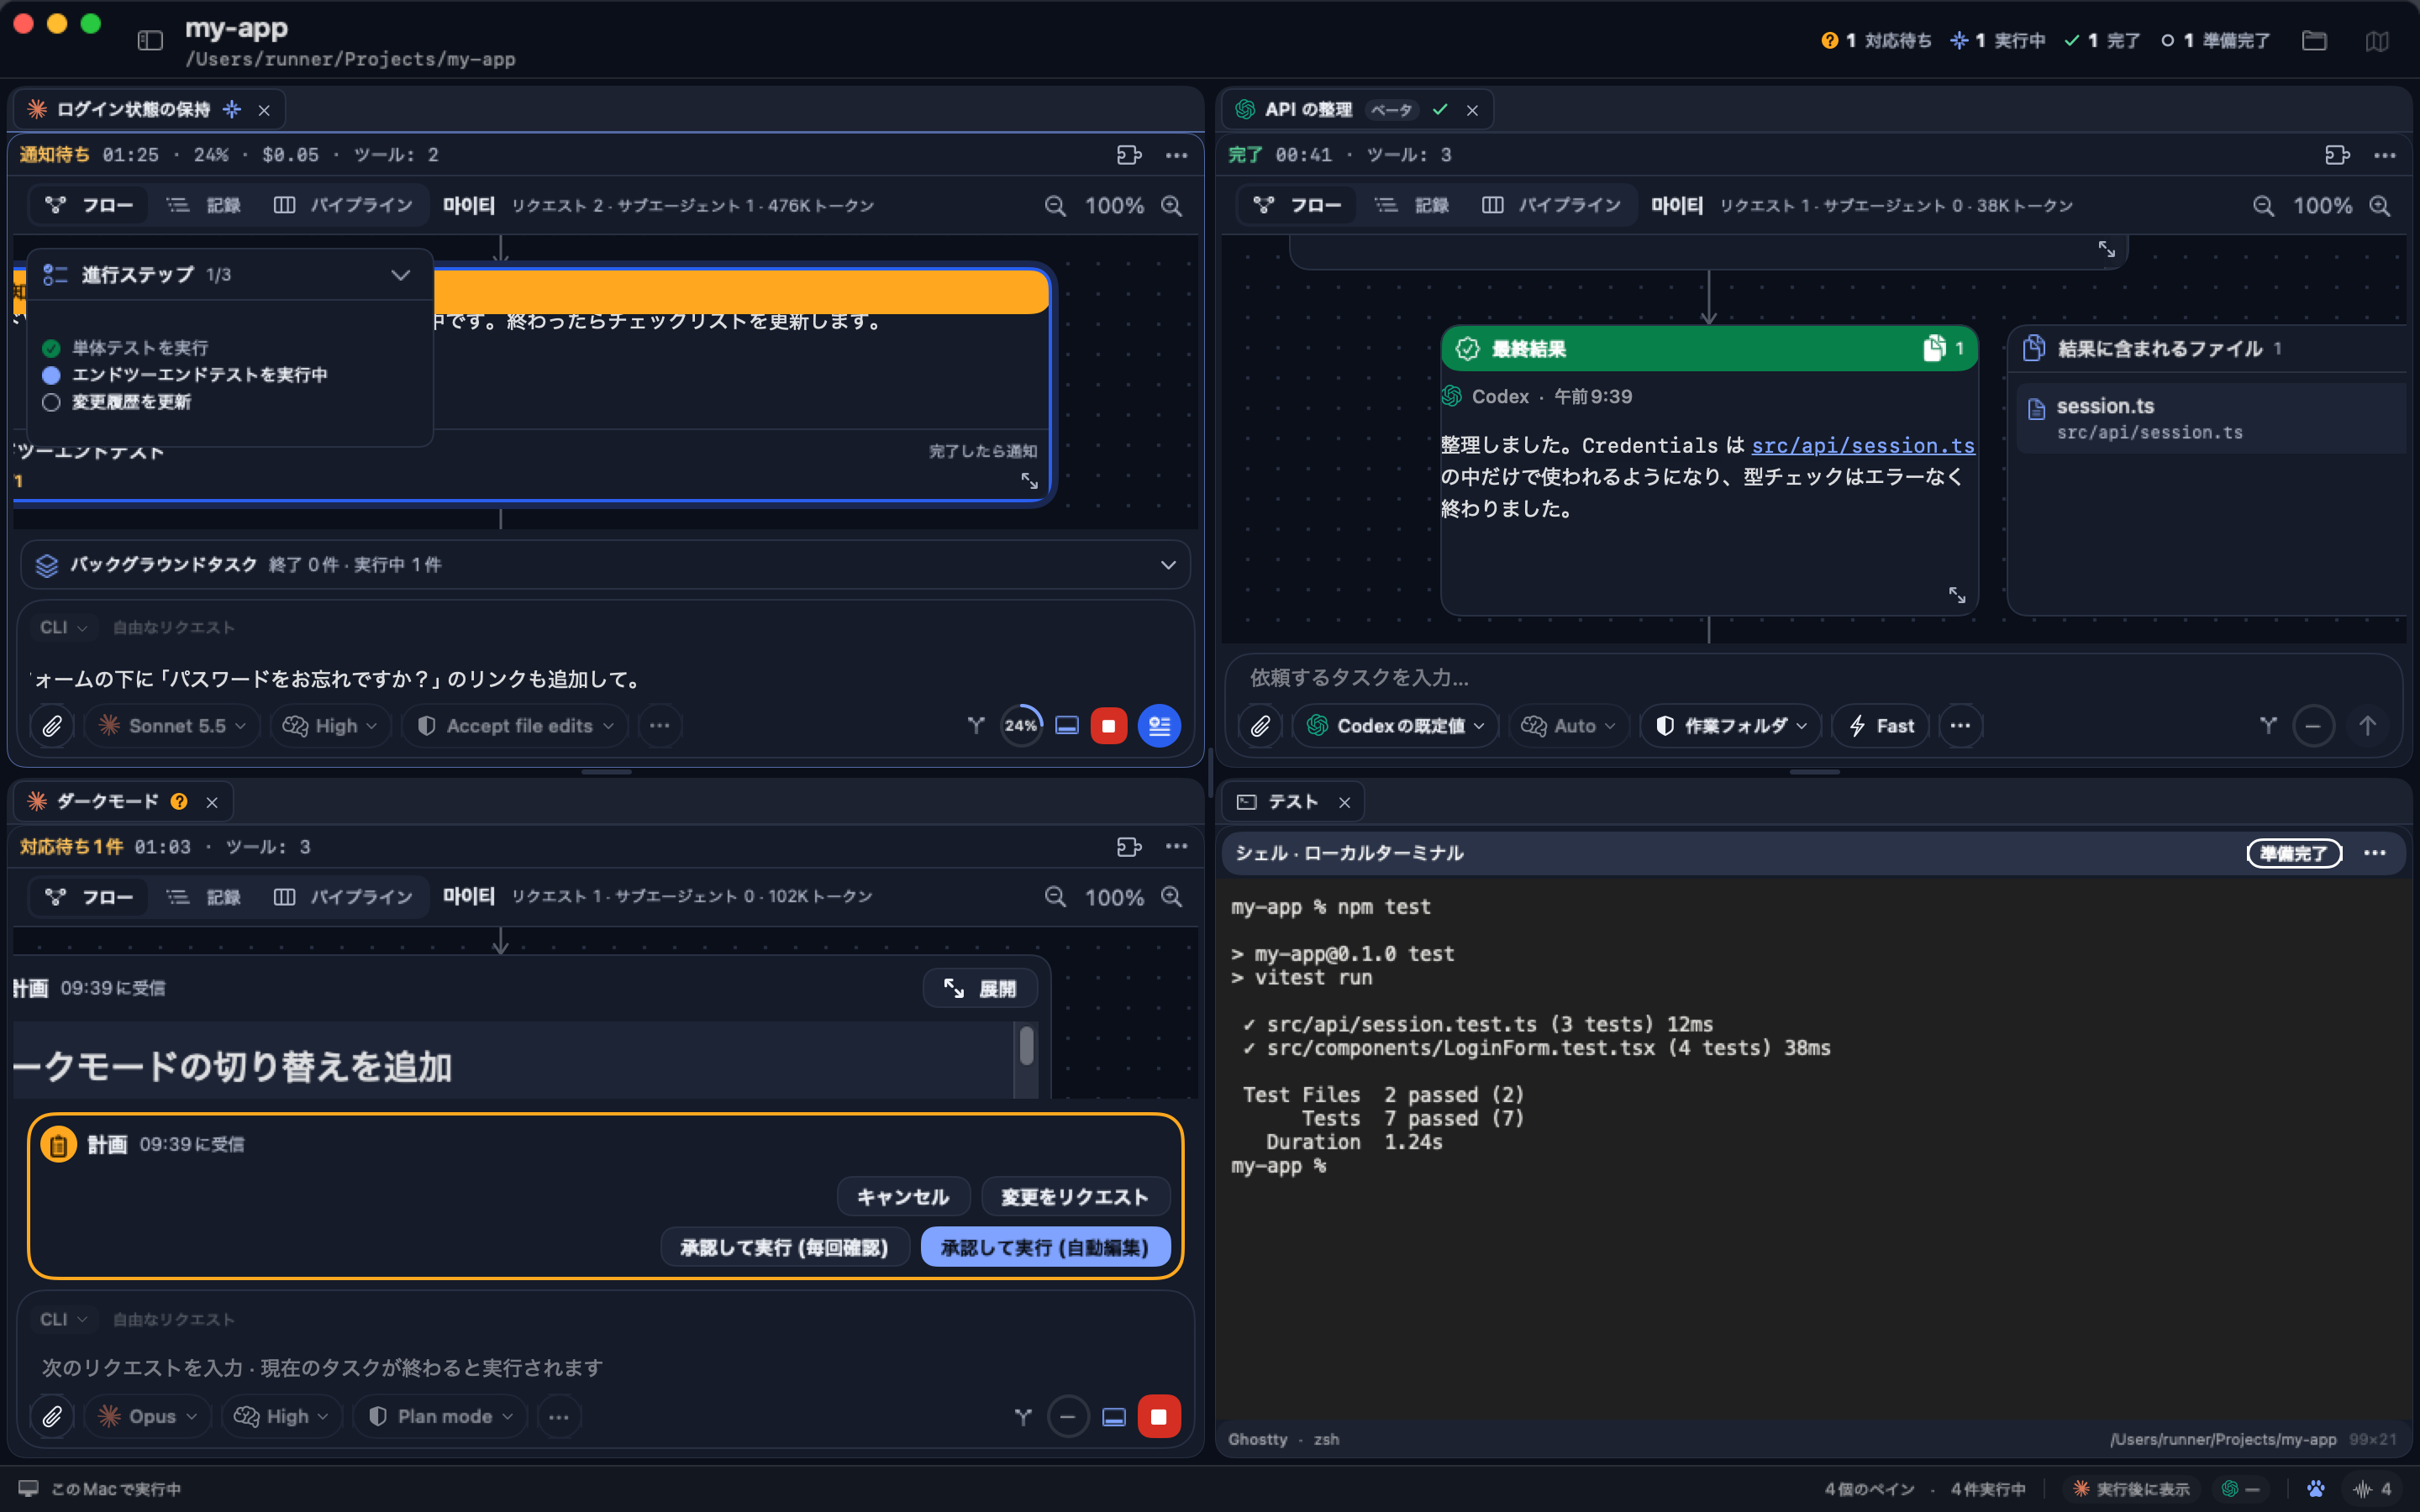 my-app
/Users/runner/Projects/my-app
1 対応待ち 1 実行中 1 完了 1 準備完了
ログイン状態の保持
通知待ち 01:25 · 24% · $0.05 · ツール: 2
フロー 記録 パイプライン 마이티 リクエスト 2 · サブエージェント 1 · 476K トークン 100%
進行ステップ 1/3
単体テストを実行
エンドツーエンドテストを実行中
変更履歴を更新
中です。終わったらチェックリストを更新します。
ツーエンドテスト 完了したら通知
/1
バックグラウンドタスク 終了 0 件 · 実行中 1 件
CLI 自由なリクエスト
ォームの下に「パスワードをお忘れですか？」のリンクも追加して。
Sonnet 5.5 High Accept file edits 24%
API の整理 ベータ
完了 00:41 · ツール: 3
フロー 記録 パイプライン 마이티 リクエスト 1 · サブエージェント 0 · 38K トークン 100%
最終結果 1
Codex · 午前9:39
整理しました。Credentials は src/api/session.ts
の中だけで使われるようになり、型チェックはエラーなく
終わりました。
結果に含まれるファイル 1
session.ts
src/api/session.ts
依頼するタスクを入力...
Codex の既定値 Auto 作業フォルダ Fast
ダークモード
対応待ち1件 01:03 · ツール: 3
フロー 記録 パイプライン 마이티 リクエスト 1 · サブエージェント 0 · 102K トークン 100%
計画 09:39 に受信 展開
ークモードの切り替えを追加
計画 09:39 に受信
キャンセル 変更をリクエスト
承認して実行 (毎回確認) 承認して実行 (自動編集)
CLI 自由なリクエスト
次のリクエストを入力 · 現在のタスクが終わると実行されます
Opus High Plan mode
テスト
シェル · ローカルターミナル 準備完了
my-app % npm test
> my-app@0.1.0 test
> vitest run
✓ src/api/session.test.ts (3 tests) 12ms
✓ src/components/LoginForm.test.tsx (4 tests) 38ms
Test Files 2 passed (2)
Tests 7 passed (7)
Duration 1.24s
my-app %
Ghostty · zsh /Users/runner/Projects/my-app 99×21
この Mac で実行中 4 個のペイン · 4 件実行中 実行後に表示 — 4